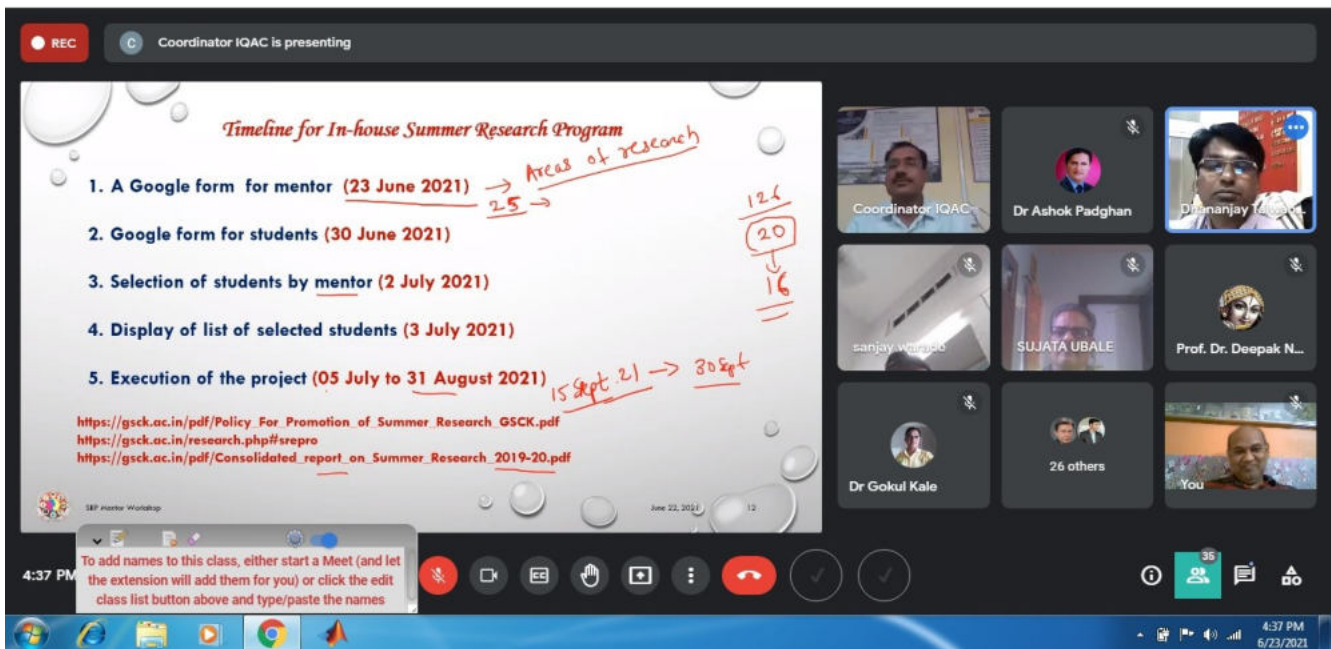 REC
C Coordinator IQAC is presenting
Timeline for In-house Summer Research Program
1. A Google form for mentor (23 June 2021) → Areas of research
25 →
2. Google form for students (30 June 2021)
3. Selection of students by mentor (2 July 2021)
4. Display of list of selected students (3 July 2021)
5. Execution of the project (05 July to 31 August 2021)
15 Sept. 21 → 30 Sept
126
20
16
https://gsck.ac.in/pdf/Policy_For_Promotion_of_Summer_Research_GSCK.pdf
https://gsck.ac.in/research.php#srepro
https://gsck.ac.in/pdf/Consolidated_report_on_Summer_Research_2019-20.pdf
SRP Mentor Workshop
June 22, 2021
12
Coordinator IQAC
Dr Ashok Padghan
Dhananjay
sanjay
SUJATA UBALE
Prof. Dr. Deepak N...
Dr Gokul Kale
26 others
You
To add names to this class, either start a Meet (and let
the extension will add them for you) or click the edit
class list button above and type/paste the names
4:37 PM
35
4:37 PM
6/23/2021